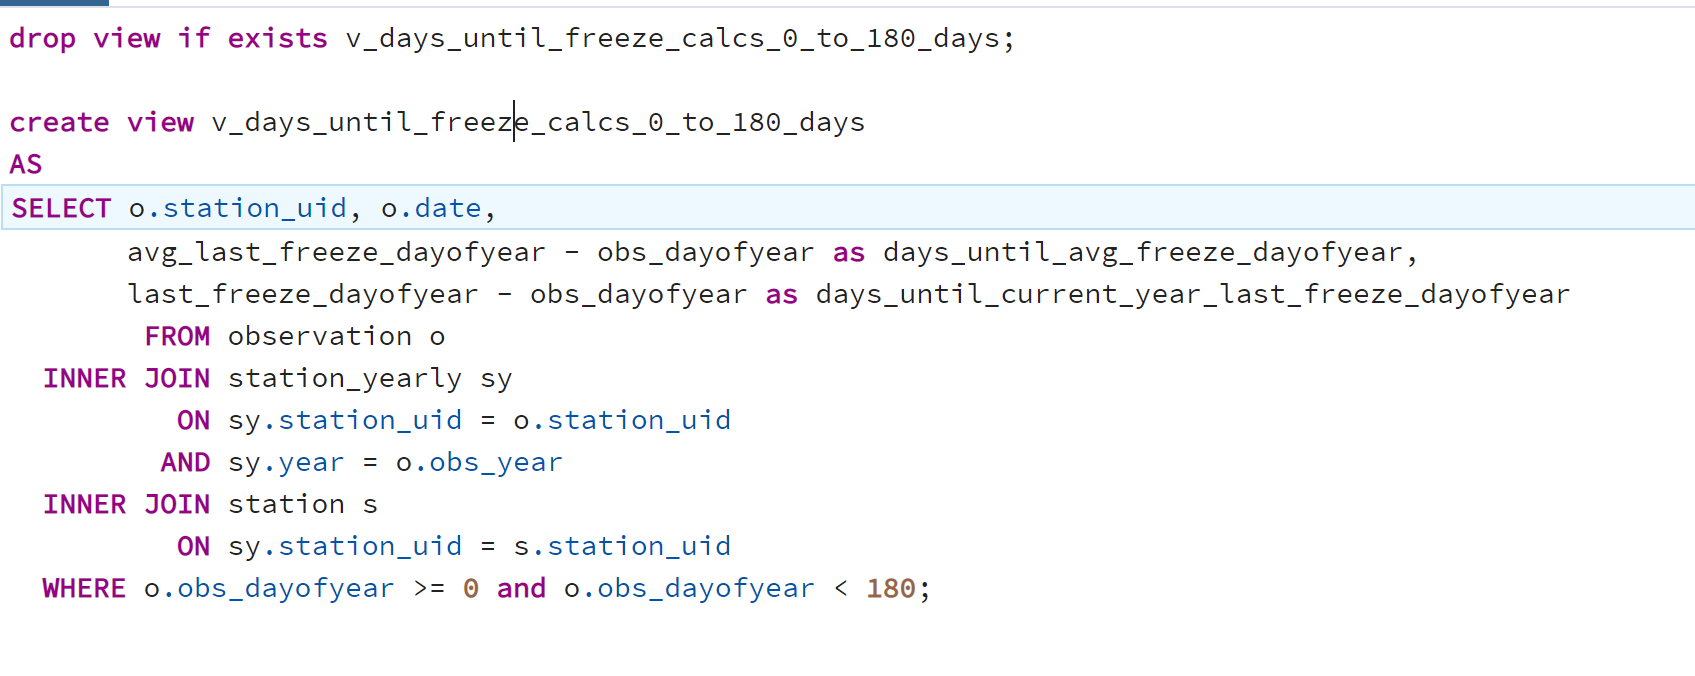 drop view if exists v_days_until_freeze_calcs_0_to_180_days;
create view v_days_until_freeze_calcs_0_to_180_days
AS
SELECT o.station_uid, o.date,
avg_last_freeze_dayofyear - obs_dayofyear as days_until_avg_freeze_dayofyear,
last_freeze_dayofyear - obs_dayofyear as days_until_current_year_last_freeze_dayofyear
FROM observation o
INNER JOIN station_yearly sy
ON sy.station_uid = o.station_uid
AND sy.year = o.obs_year
INNER JOIN station s
ON sy.station_uid = s.station_uid
WHERE o.obs_dayofyear >= 0 and o.obs_dayofyear < 180;